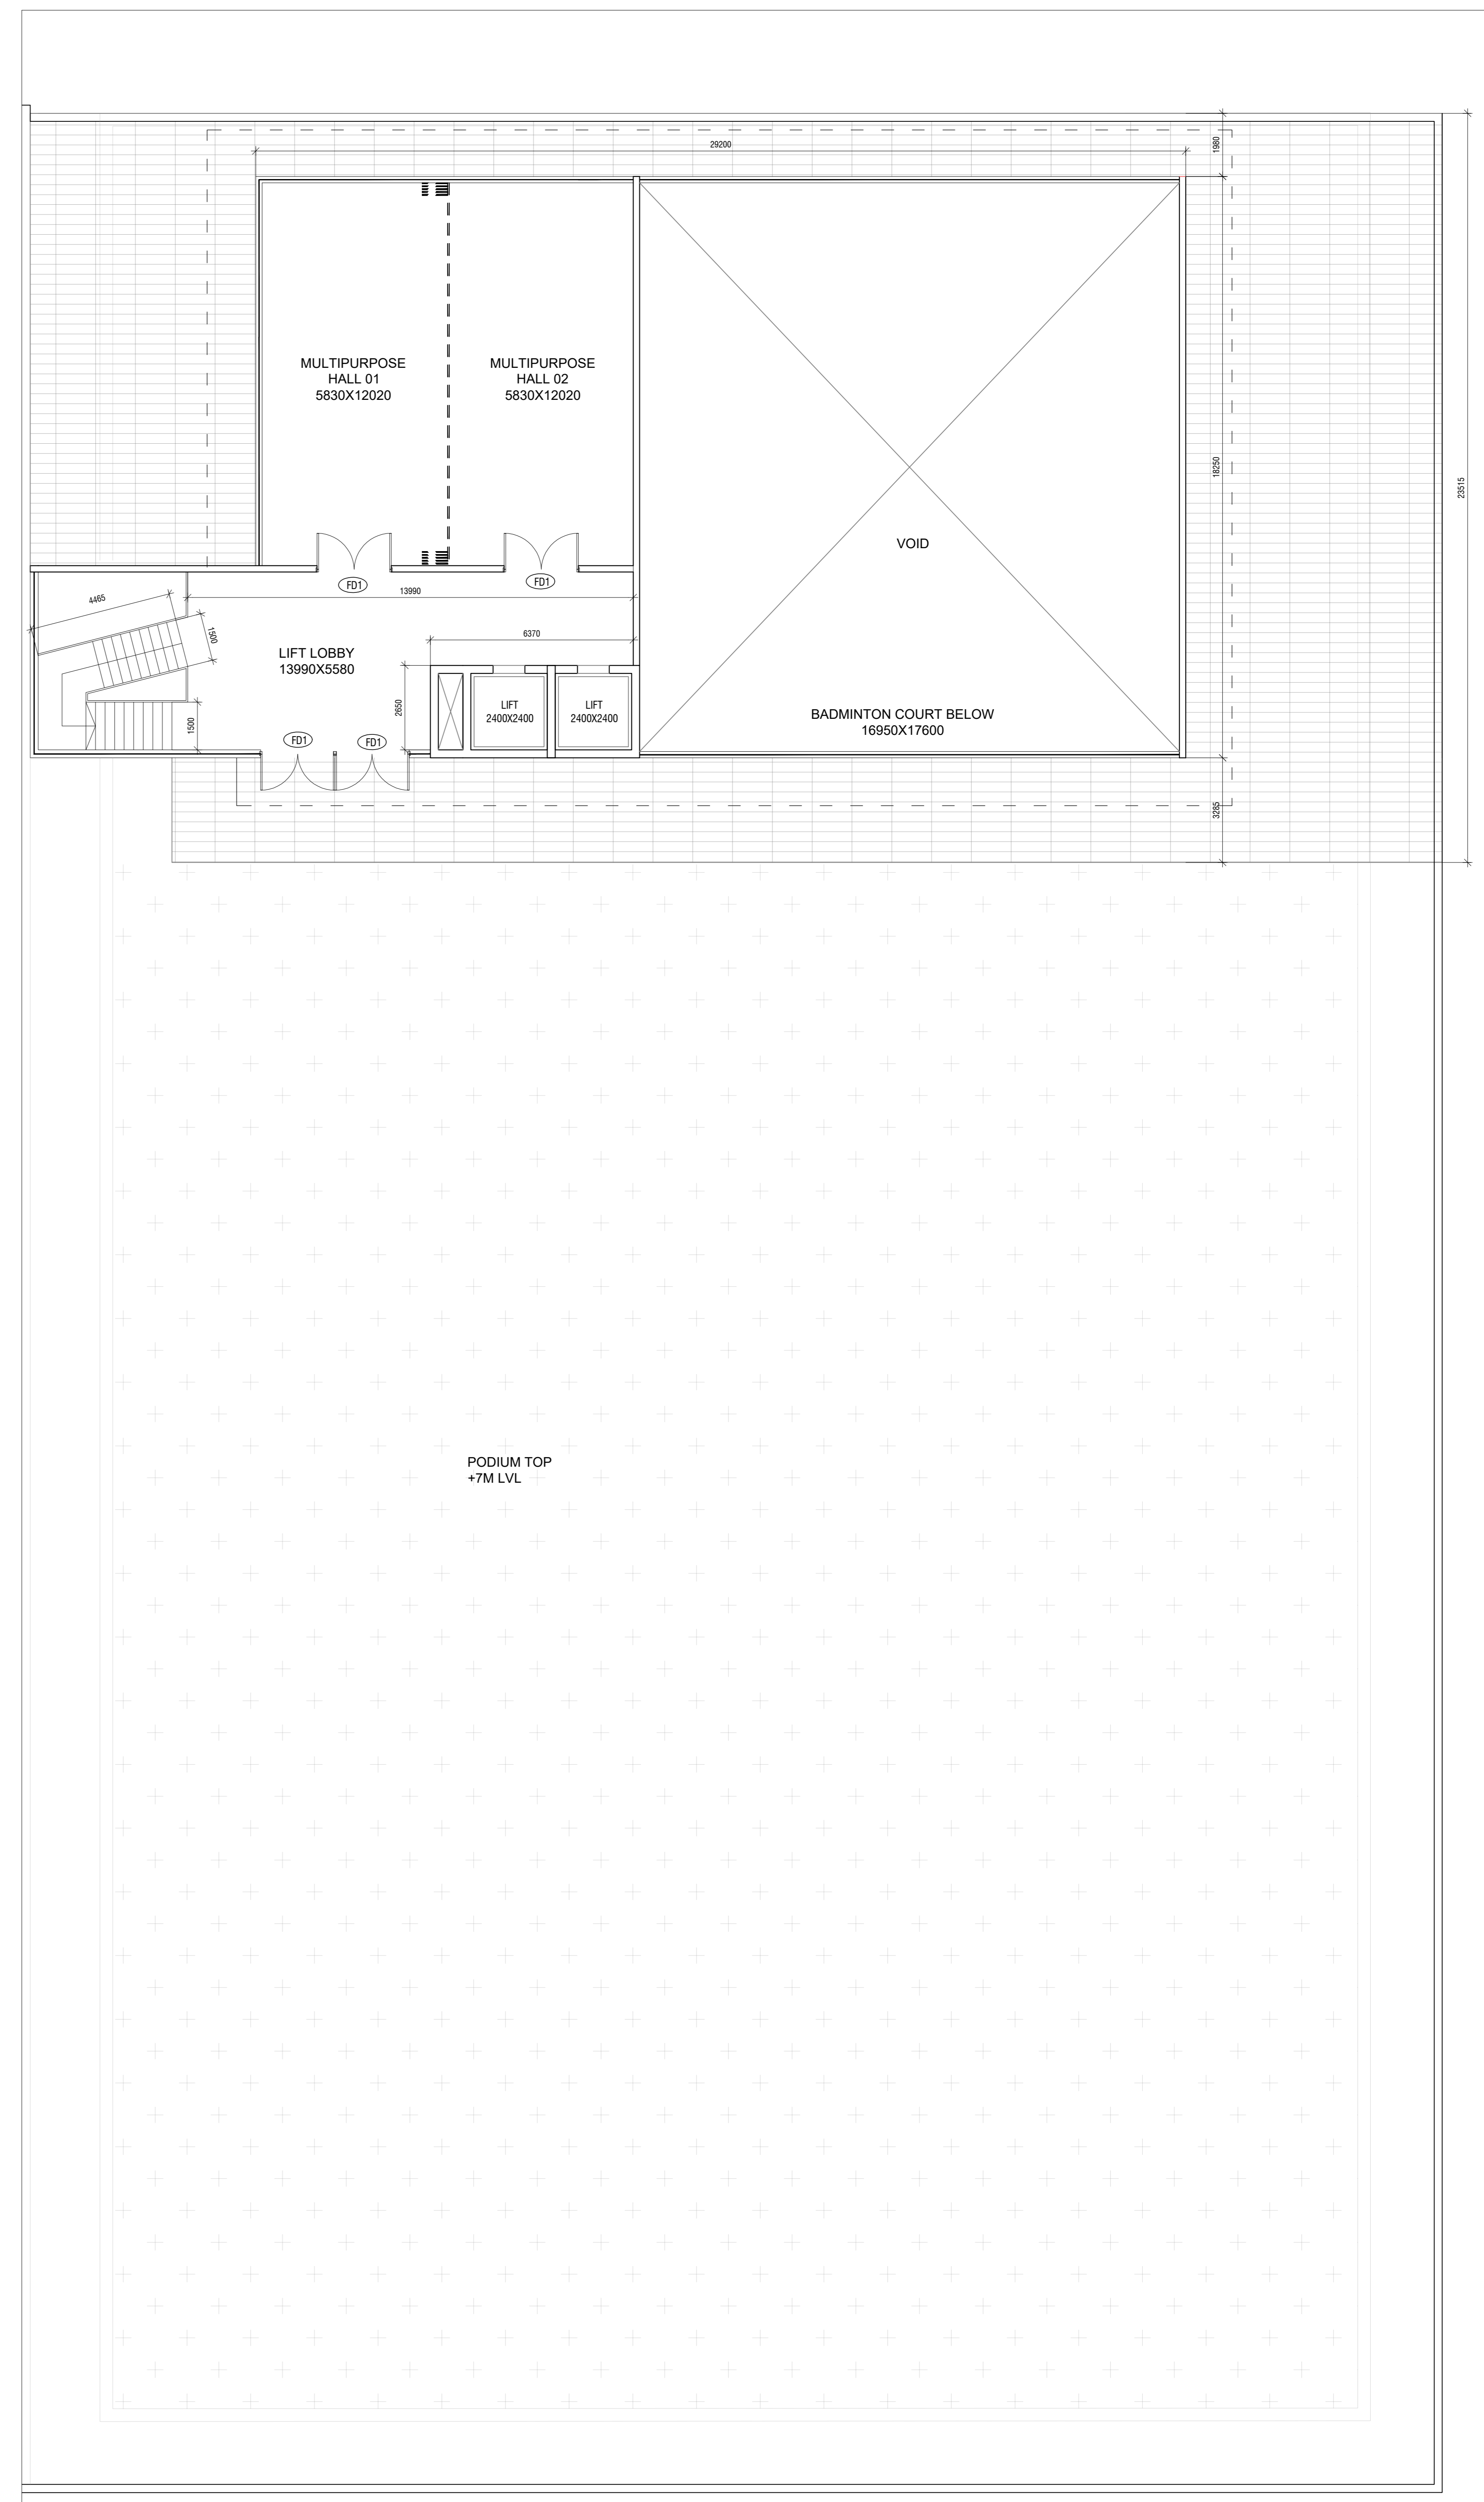 29200
1980
MULTIPURPOSE
HALL 01
5830X12020
MULTIPURPOSE
HALL 02
5830X12020
18250
23515
VOID
FD1
FD1
13990
4465
1500
6370
LIFT LOBBY
13990X5580
2650
LIFT
2400X2400
LIFT
2400X2400
1500
BADMINTON COURT BELOW
16950X17600
FD1
FD1
3285
PODIUM TOP
+7M LVL